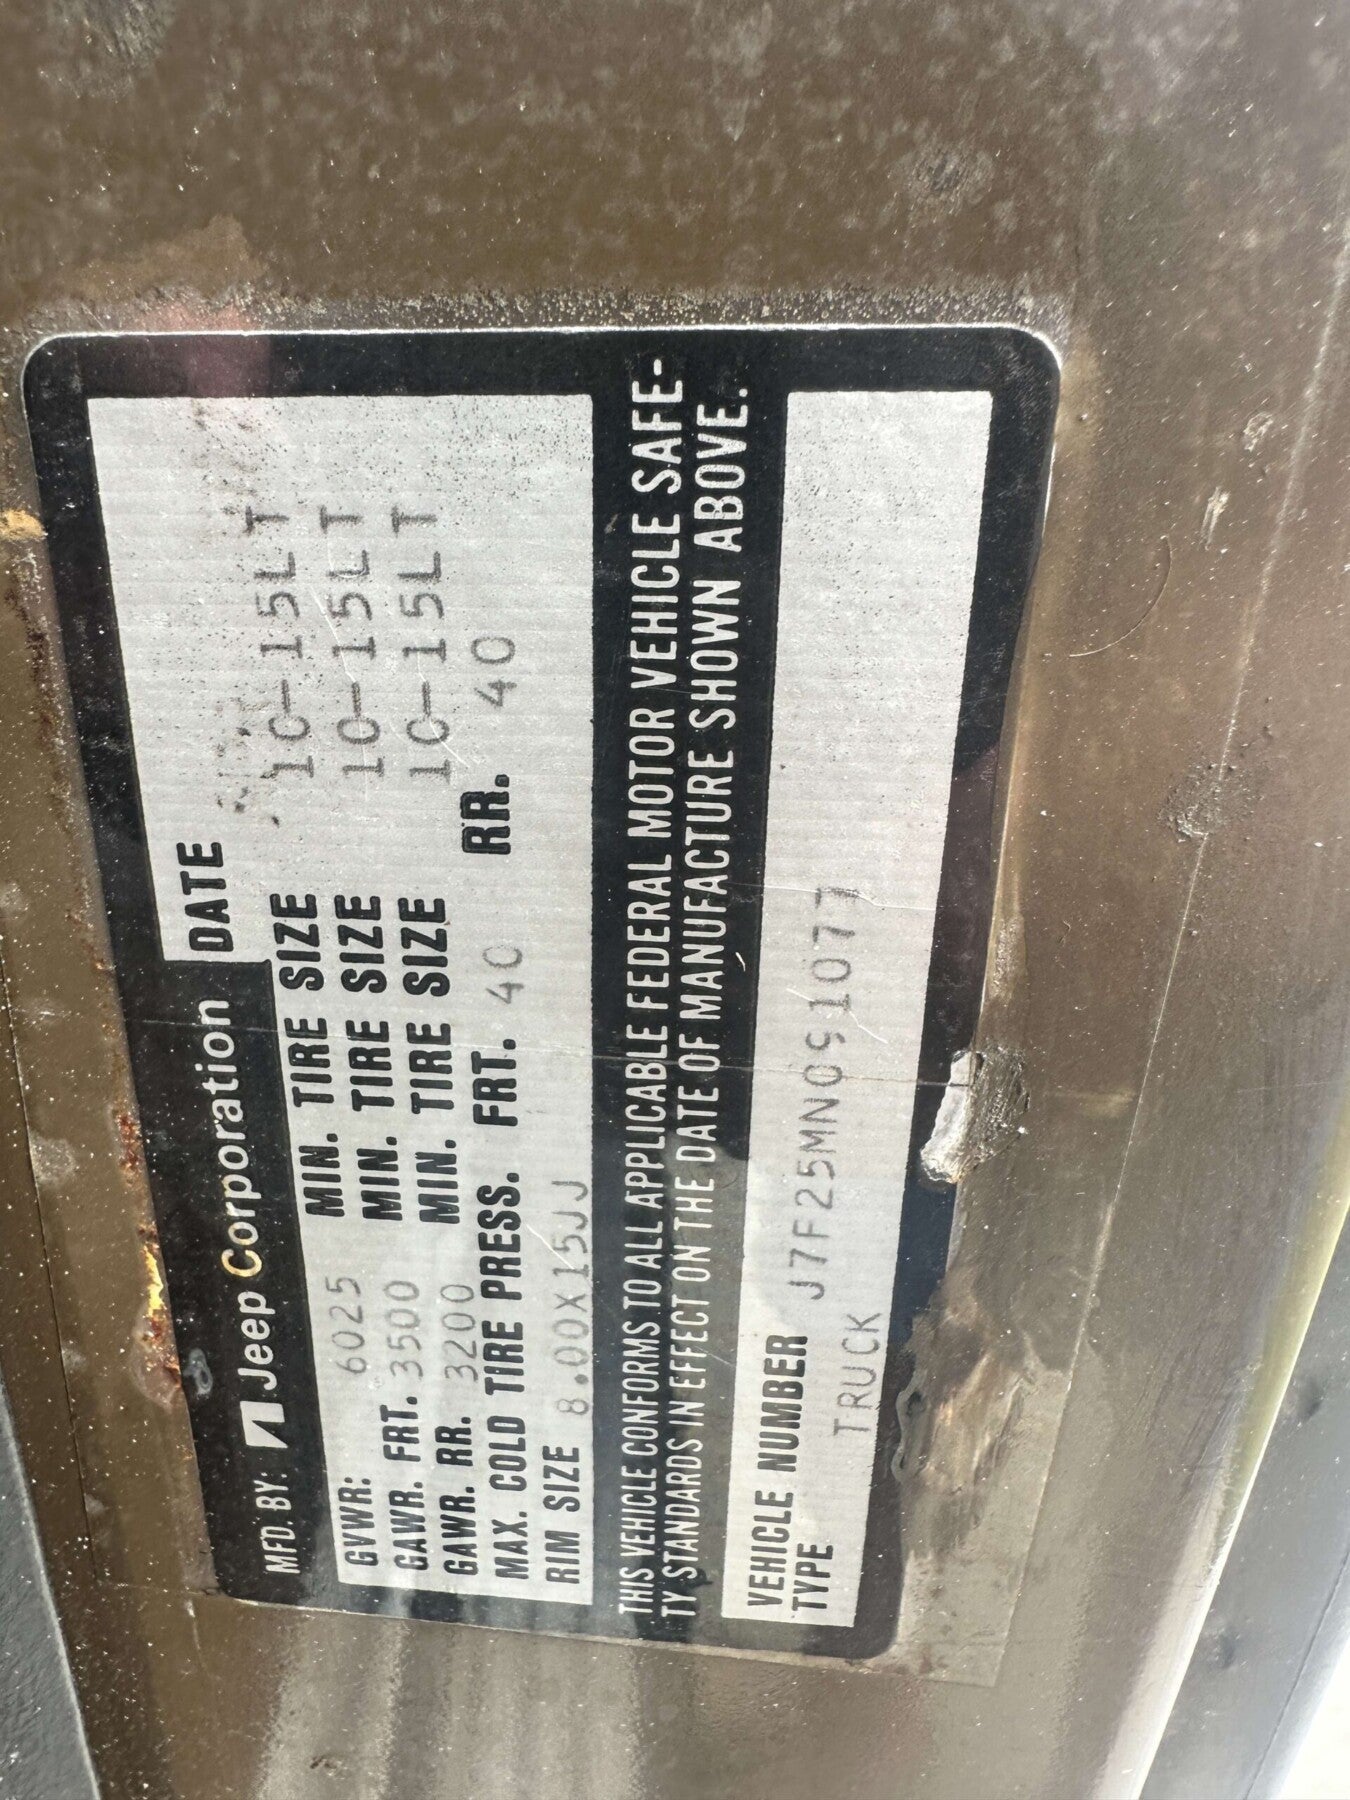 MFD. BY: Jeep Corporation DATE
GVWR: 6025 MIN. TIRE SIZE 10-15LT
GAWR. FRT. 3500 MIN. TIRE SIZE 10-15LT
GAWR. RR. 3200 MIN. TIRE SIZE 10-15LT
MAX. COLD TIRE PRESS. FRT. 40 RR. 40
RIM SIZE 8.00X15JJ
THIS VEHICLE CONFORMS TO ALL APPLICABLE FEDERAL MOTOR VEHICLE SAFE-
TY STANDARDS IN EFFECT ON THE DATE OF MANUFACTURE SHOWN ABOVE.
VEHICLE NUMBER J7F25MN091077
TYPE TRUCK